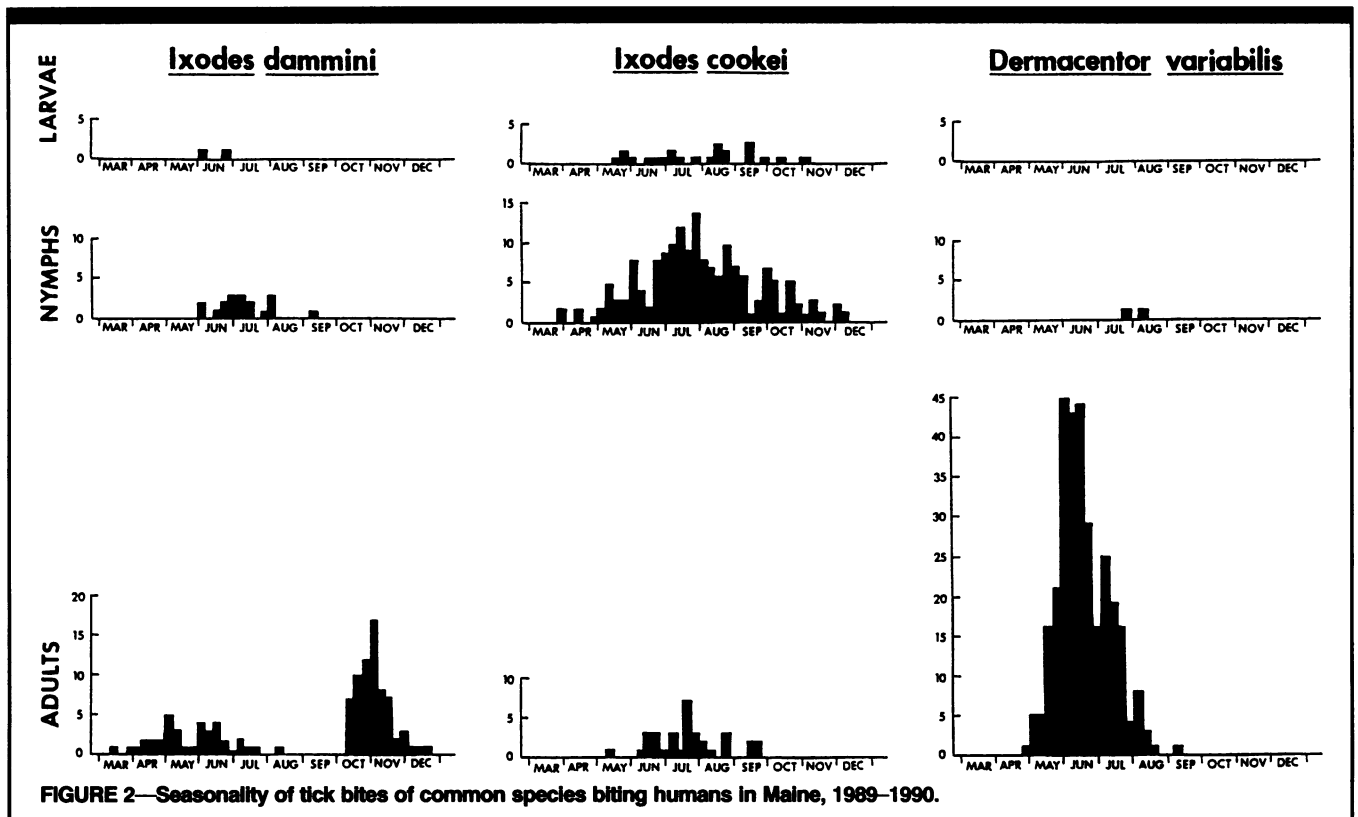 Ixodes dammini
Ixodes cookei
Dermacentor variabilis
LARVAE
5
0
MAR APR MAY JUN JUL AUG SEP OCT NOV DEC
5
0
MAR APR MAY JUN JUL AUG SEP OCT NOV DEC
5
0
MAR APR MAY JUN JUL AUG SEP OCT NOV DEC
NYMPHS
10
5
0
MAR APR MAY JUN JUL AUG SEP OCT NOV DEC
15
10
5
0
MAR APR MAY JUN JUL AUG SEP OCT NOV DEC
10
5
0
MAR APR MAY JUN JUL AUG SEP OCT NOV DEC
ADULTS
20
15
10
5
0
MAR APR MAY JUN JUL AUG SEP OCT NOV DEC
10
5
0
MAR APR MAY JUN JUL AUG SEP OCT NOV DEC
45
40
35
30
25
20
15
10
5
0
MAR APR MAY JUN JUL AUG SEP OCT NOV DEC
FIGURE 2—Seasonality of tick bites of common species biting humans in Maine, 1989–1990.